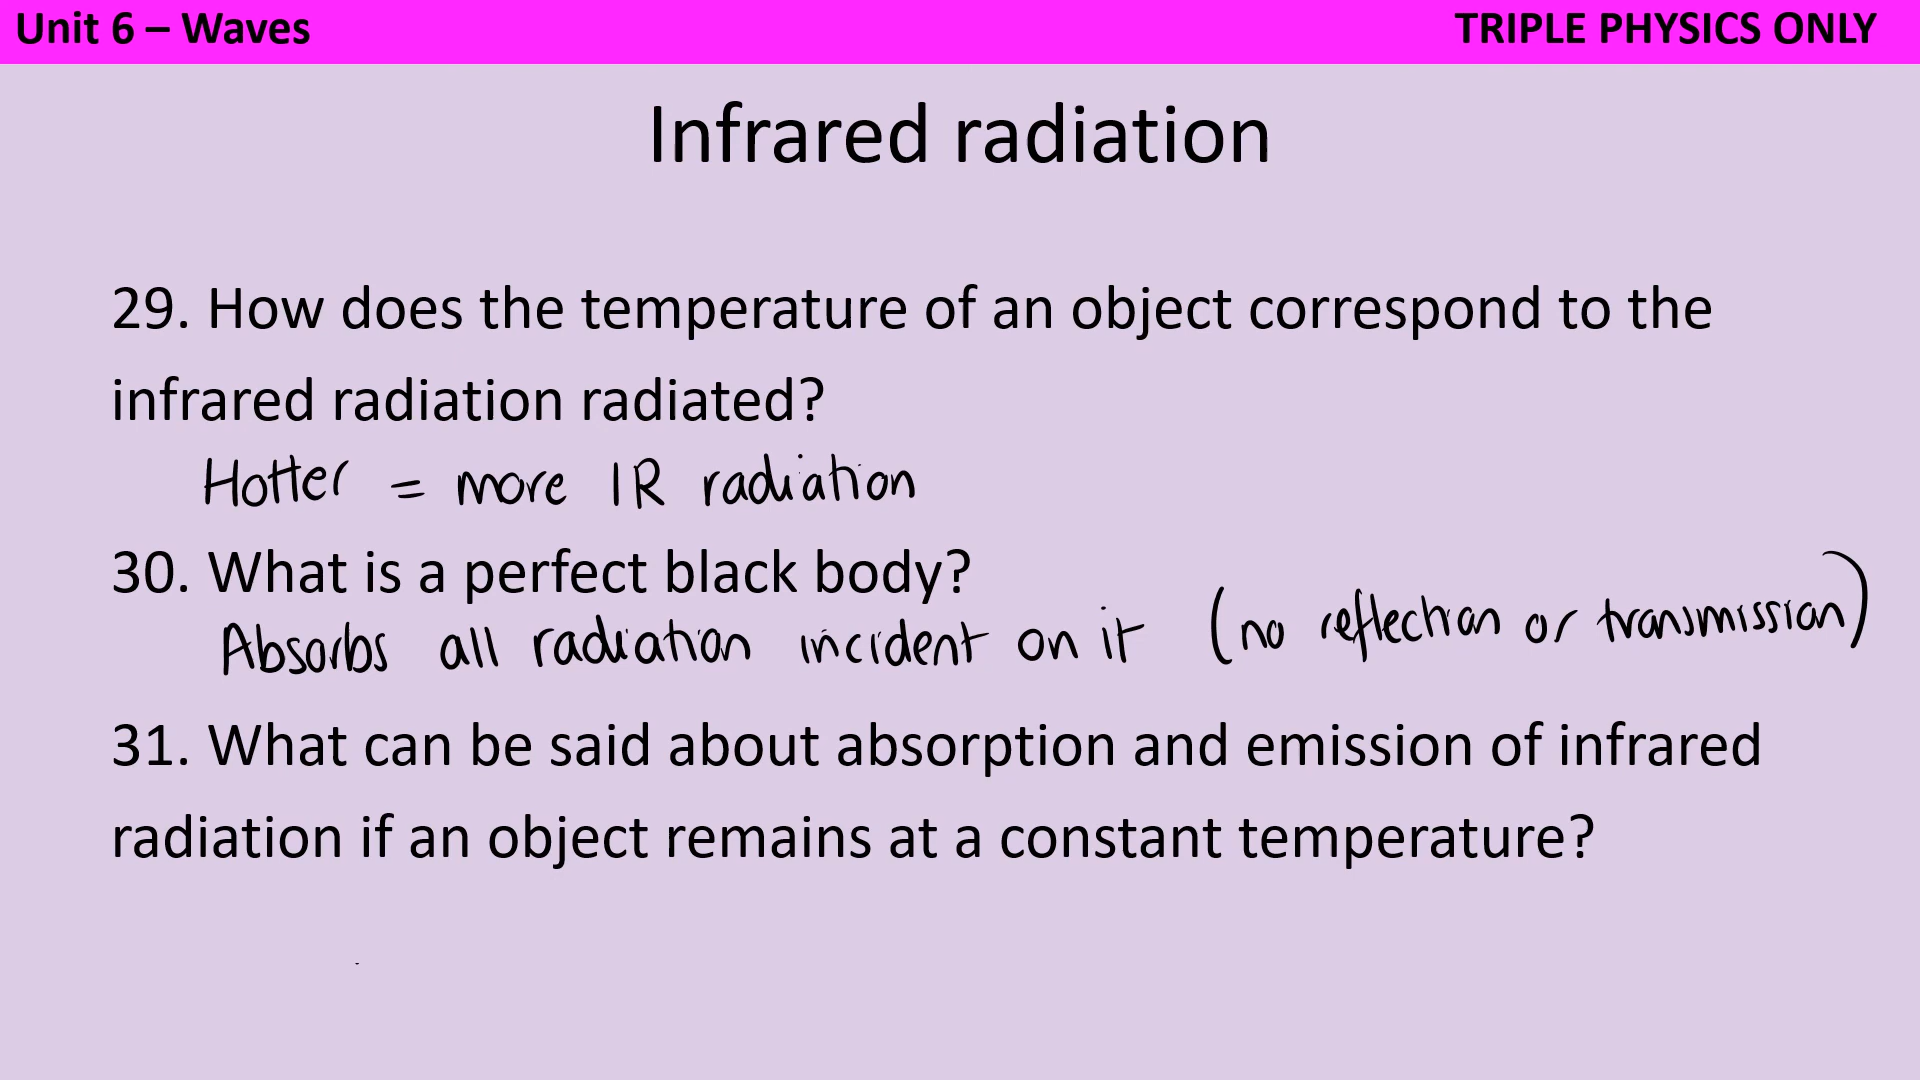 Unit 6 – Waves
TRIPLE PHYSICS ONLY
Infrared radiation
29. How does the temperature of an object correspond to the
infrared radiation radiated?
Hotter = more IR radiation
30. What is a perfect black body?
Absorbs all radiation incident on it (no reflection or transmission)
31. What can be said about absorption and emission of infrared
radiation if an object remains at a constant temperature?